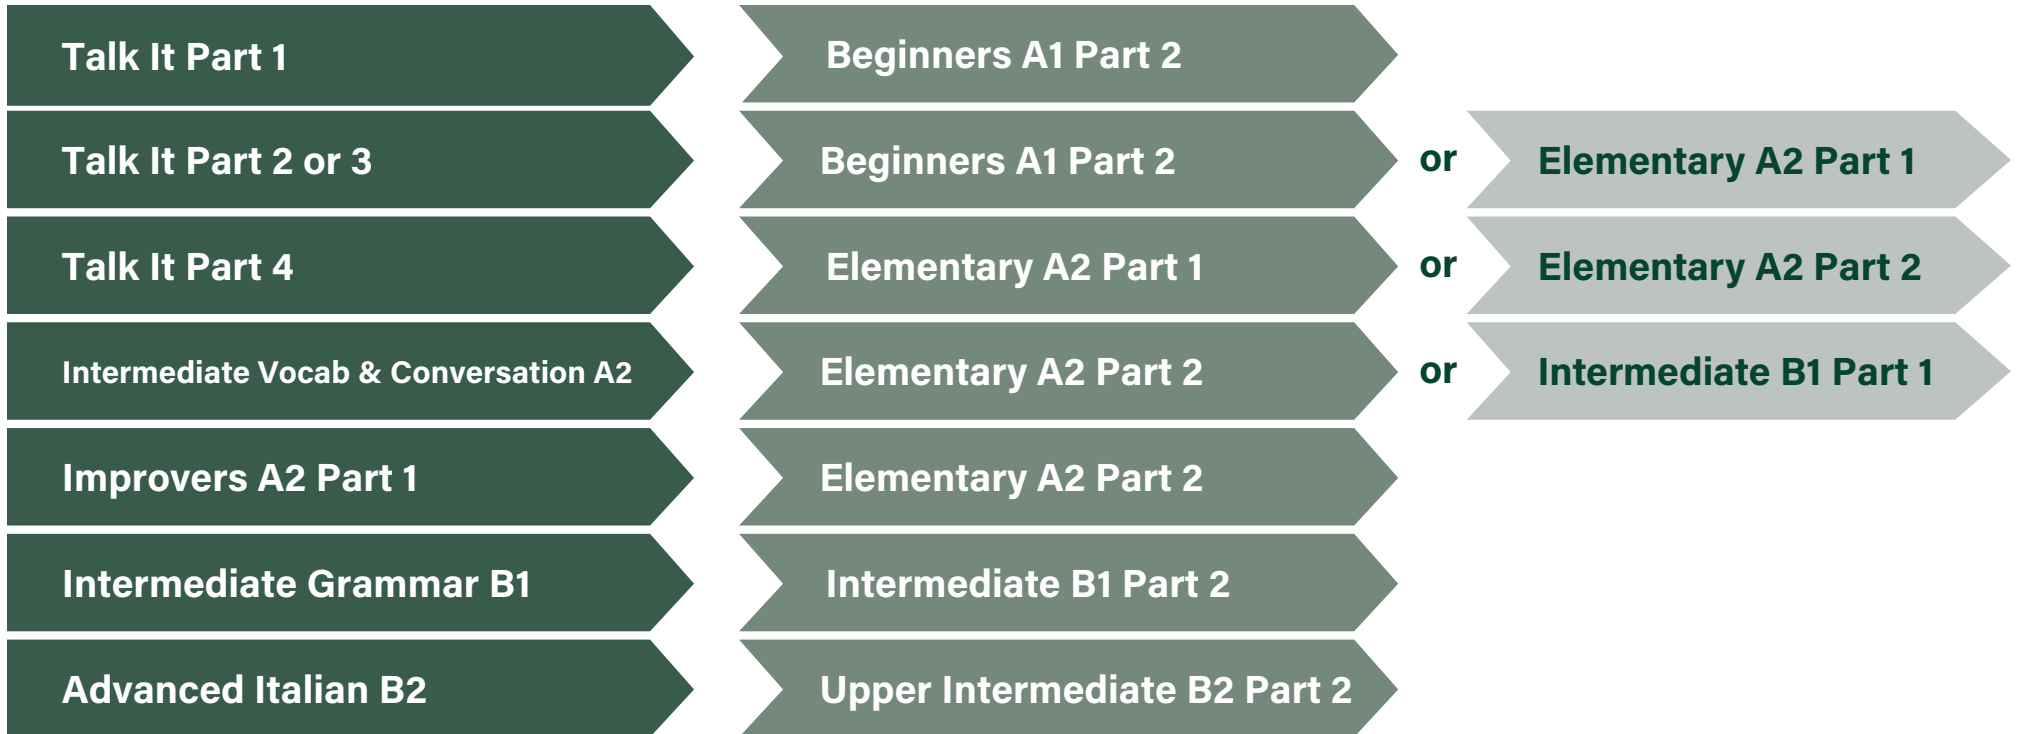 Talk It Part 1 Beginners A1 Part 2
Talk It Part 2 or 3 Beginners A1 Part 2 or Elementary A2 Part 1
Talk It Part 4 Elementary A2 Part 1 or Elementary A2 Part 2
Intermediate Vocab & Conversation A2 Elementary A2 Part 2 or Intermediate B1 Part 1
Improvers A2 Part 1 Elementary A2 Part 2
Intermediate Grammar B1 Intermediate B1 Part 2
Advanced Italian B2 Upper Intermediate B2 Part 2